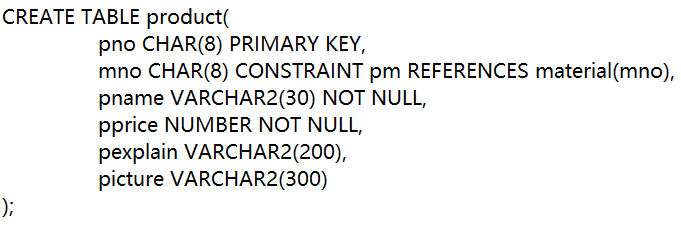 CREATE TABLE product(
pno CHAR(8) PRIMARY KEY,
mno CHAR(8) CONSTRAINT pm REFERENCES material(mno),
pname VARCHAR2(30) NOT NULL,
pprice NUMBER NOT NULL,
pexplain VARCHAR2(200),
picture VARCHAR2(300)
);